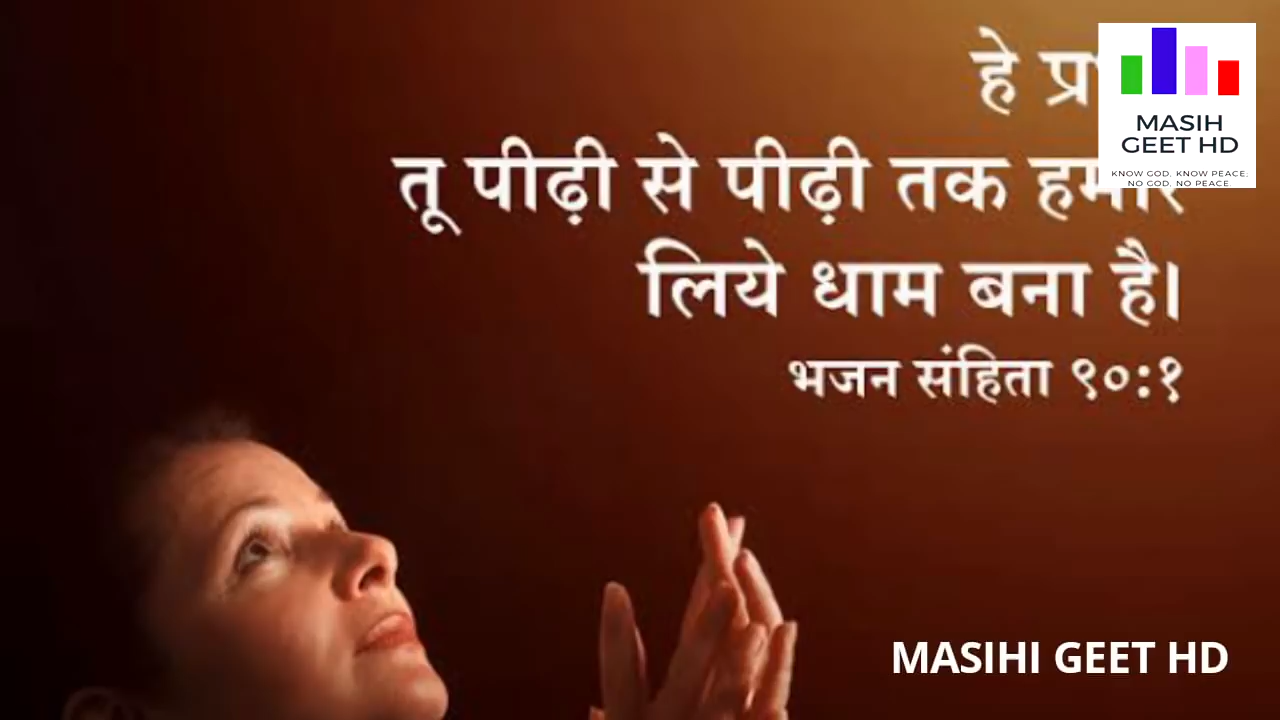 हे
MASIH
GEET HD
KNOW GOD, KNOW PEACE.
NO GOD, NO PEACE.
तू पीढ़ी से पीढ़ी तक
लिये धाम बना है।
भजन संहिता ९०:१
MASIHI GEET HD